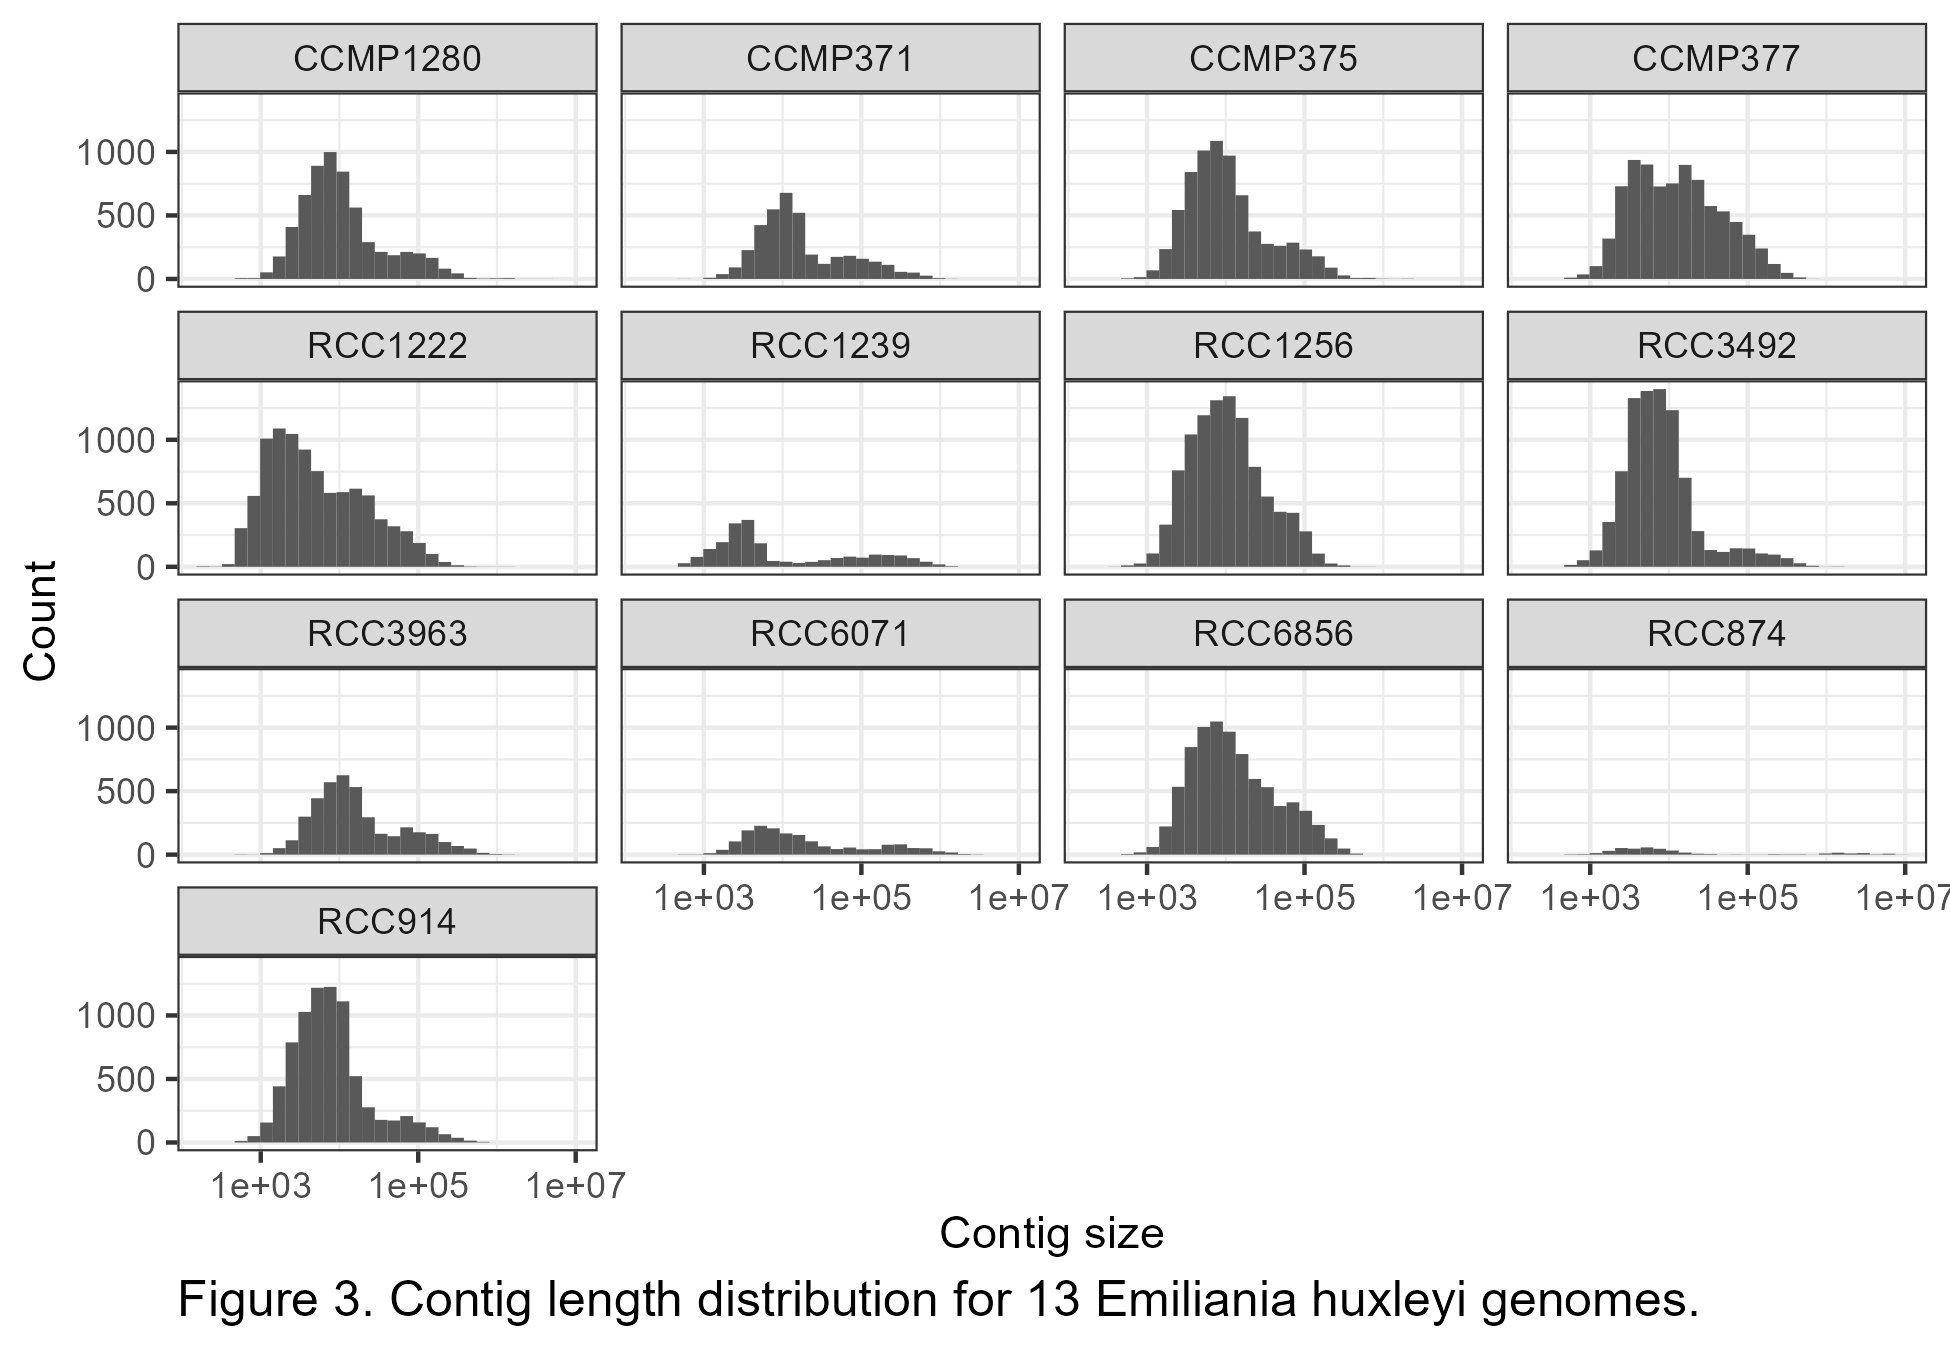 CCMP1280 CCMP371 CCMP375 CCMP377
1000
500
0
RCC1222 RCC1239 RCC1256 RCC3492
1000
500
0
Count
RCC3963 RCC6071 RCC6856 RCC874
1000
500
0
1e+03 1e+05 1e+07 1e+03 1e+05 1e+07 1e+03 1e+05 1e+07
RCC914
1000
500
0
1e+03 1e+05 1e+07
Contig size
Figure 3. Contig length distribution for 13 Emiliania huxleyi genomes.